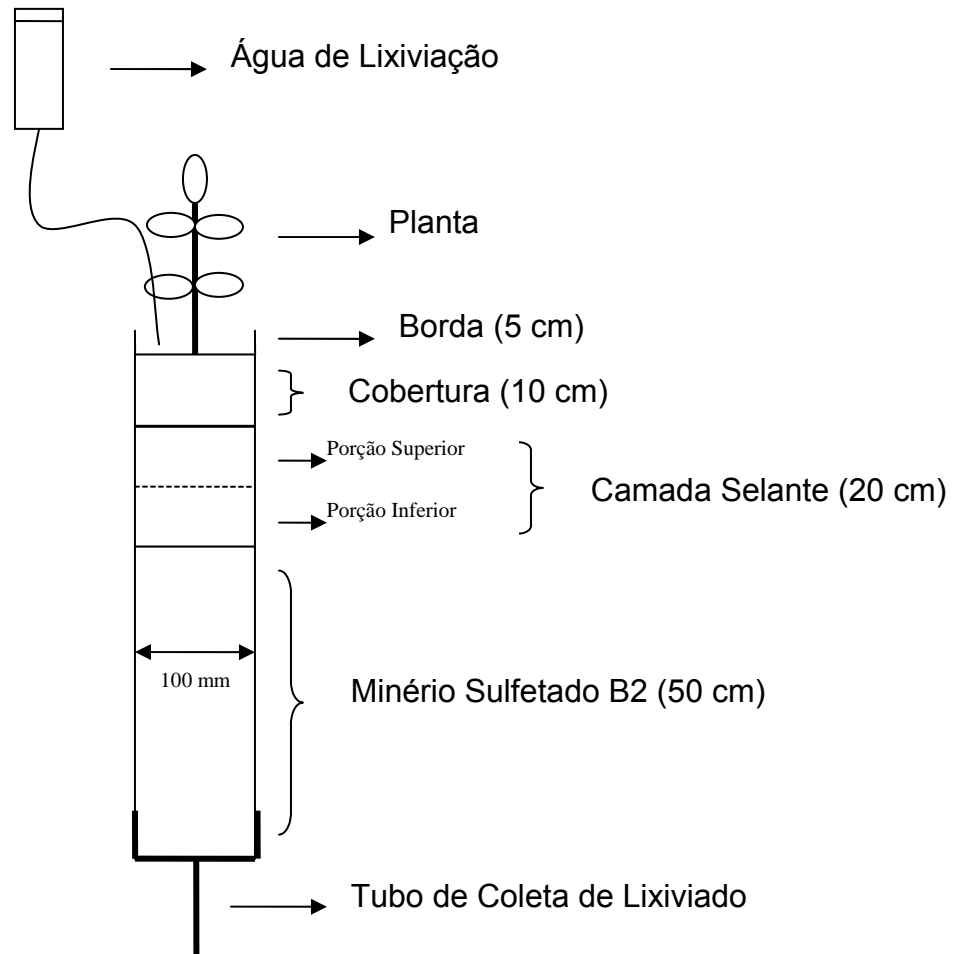 Água de Lixiviação
Planta
Borda (5 cm)
Cobertura (10 cm)
Porção Superior
Camada Selante (20 cm)
Porção Inferior
100 mm
Minério Sulfetado B2 (50 cm)
Tubo de Coleta de Lixiviado